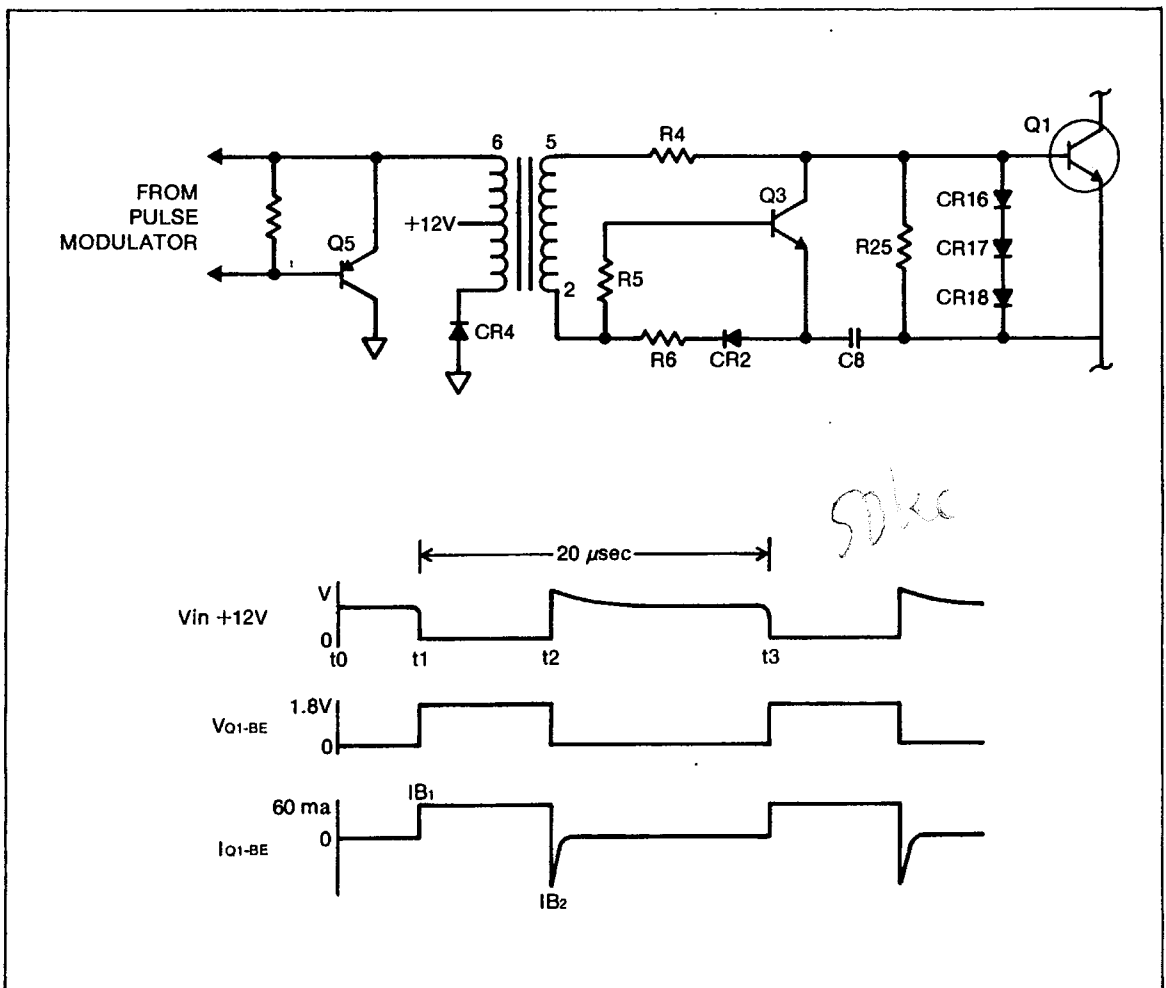 Q1
6 5 R4
FROM
PULSE
MODULATOR
Q3
CR16
+12V
Q5
R25
CR17
R5
2
CR18
CR4
R6 CR2 C8
20 µsec
Vin +12V
V
0
t0 t1 t2 t3
VQ1-BE
1.8V
0
IQ1-BE
60 ma
0
IB1
IB2